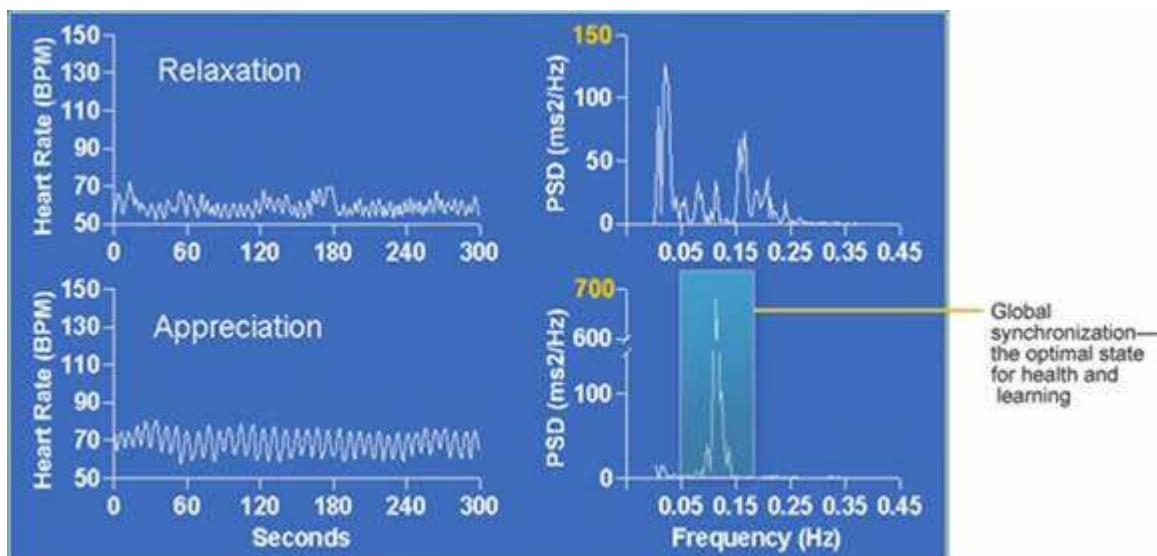 150
130
110
90
70
50
Heart Rate (BPM)
Relaxation
0 60 120 180 240 300
150
100
50
0
PSD (ms2/Hz)
0.05 0.15 0.25 0.35 0.45
150
130
110
90
70
50
Heart Rate (BPM)
Appreciation
0 60 120 180 240 300
Seconds
700
600
100
0
PSD (ms2/Hz)
0.05 0.15 0.25 0.35 0.45
Frequency (Hz)
Global
synchronization—
the optimal state
for health and
learning